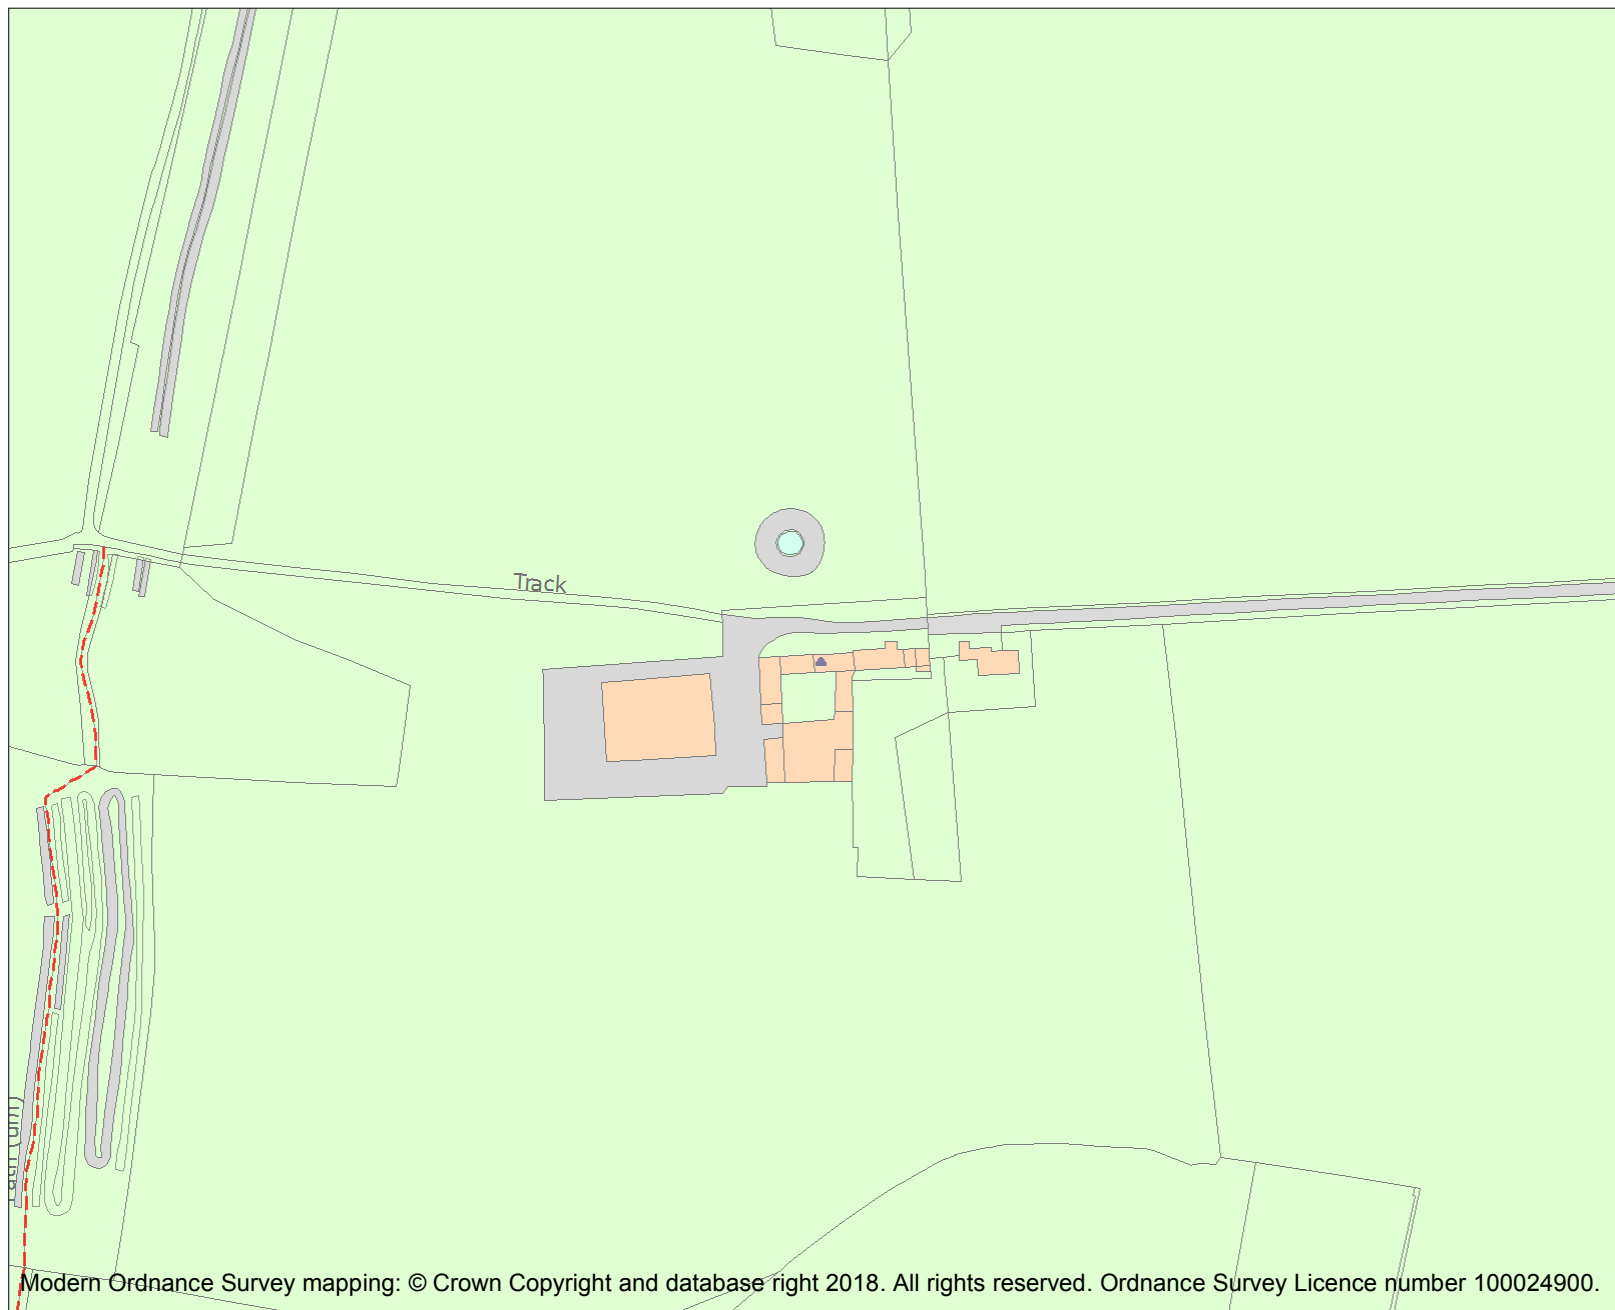 Track
Modern Ordnance Survey mapping: © Crown Copyright and database right 2018. All rights reserved. Ordnance Survey Licence number 100024900.